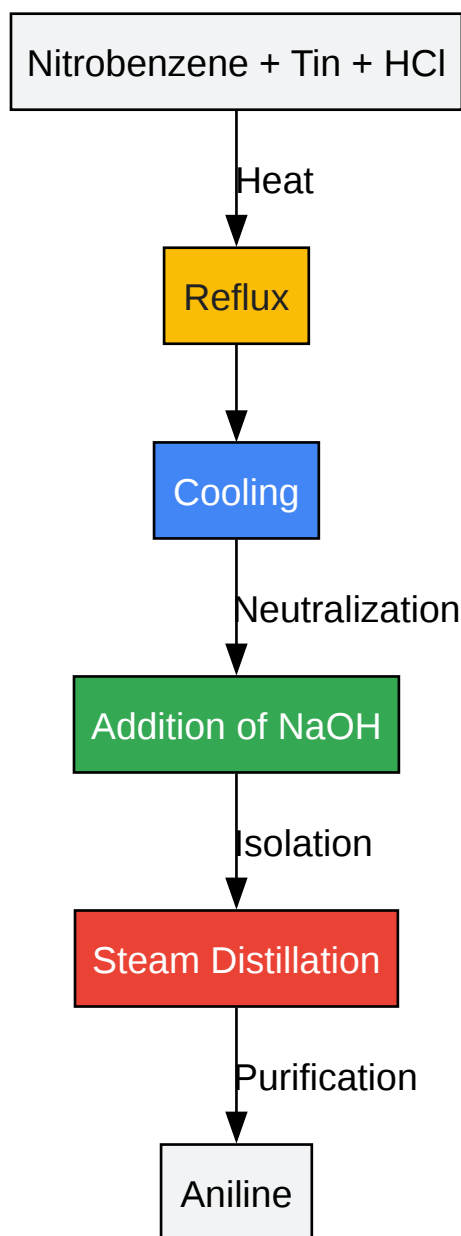 Nitrobenzene + Tin + HCl
Heat
Reflux
Cooling
Neutralization
Addition of NaOH
Isolation
Steam Distillation
Purification
Aniline